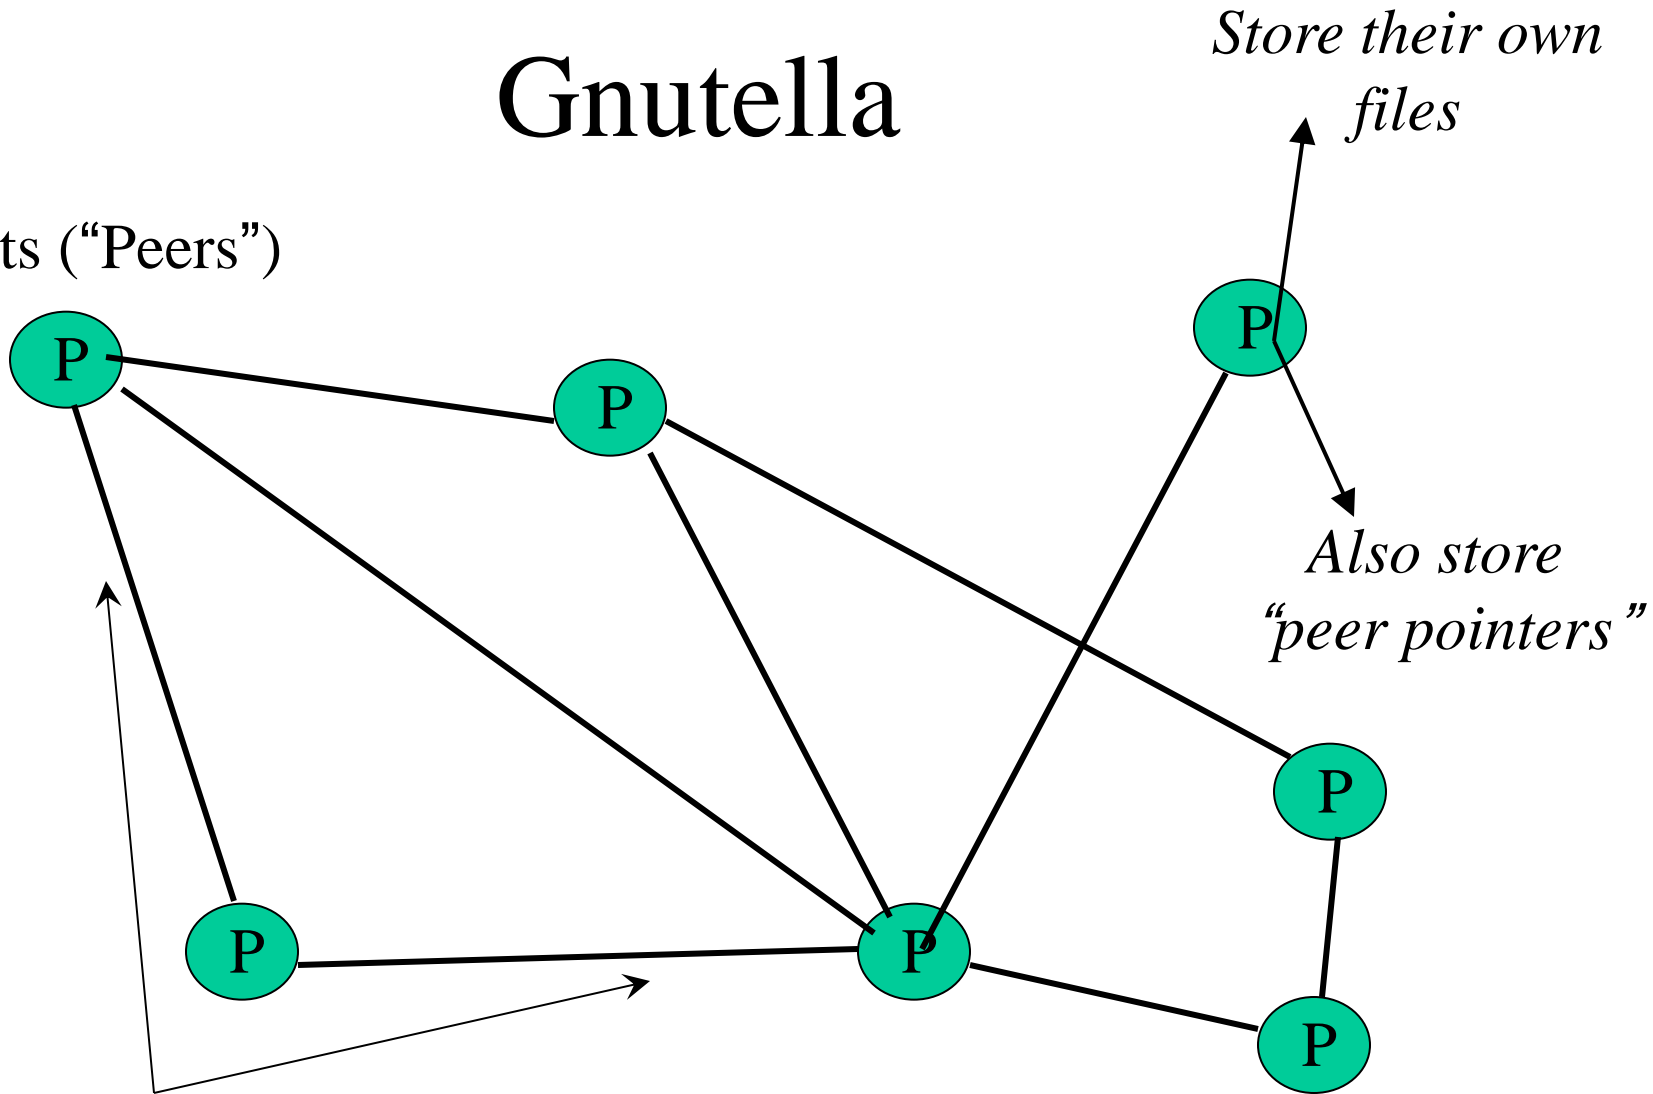 Gnutella
Store their own
files
ts (“Peers”)
P
P
P
Also store
“peer pointers”
P
P
P
P